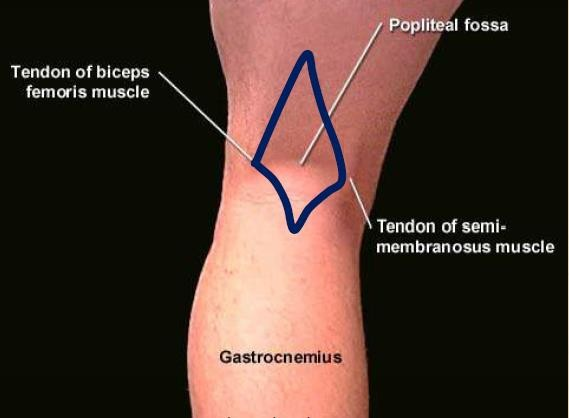 Popliteal fossa
Tendon of biceps
femoris muscle
Tendon of semi-
membranosus muscle
Gastrocnemius